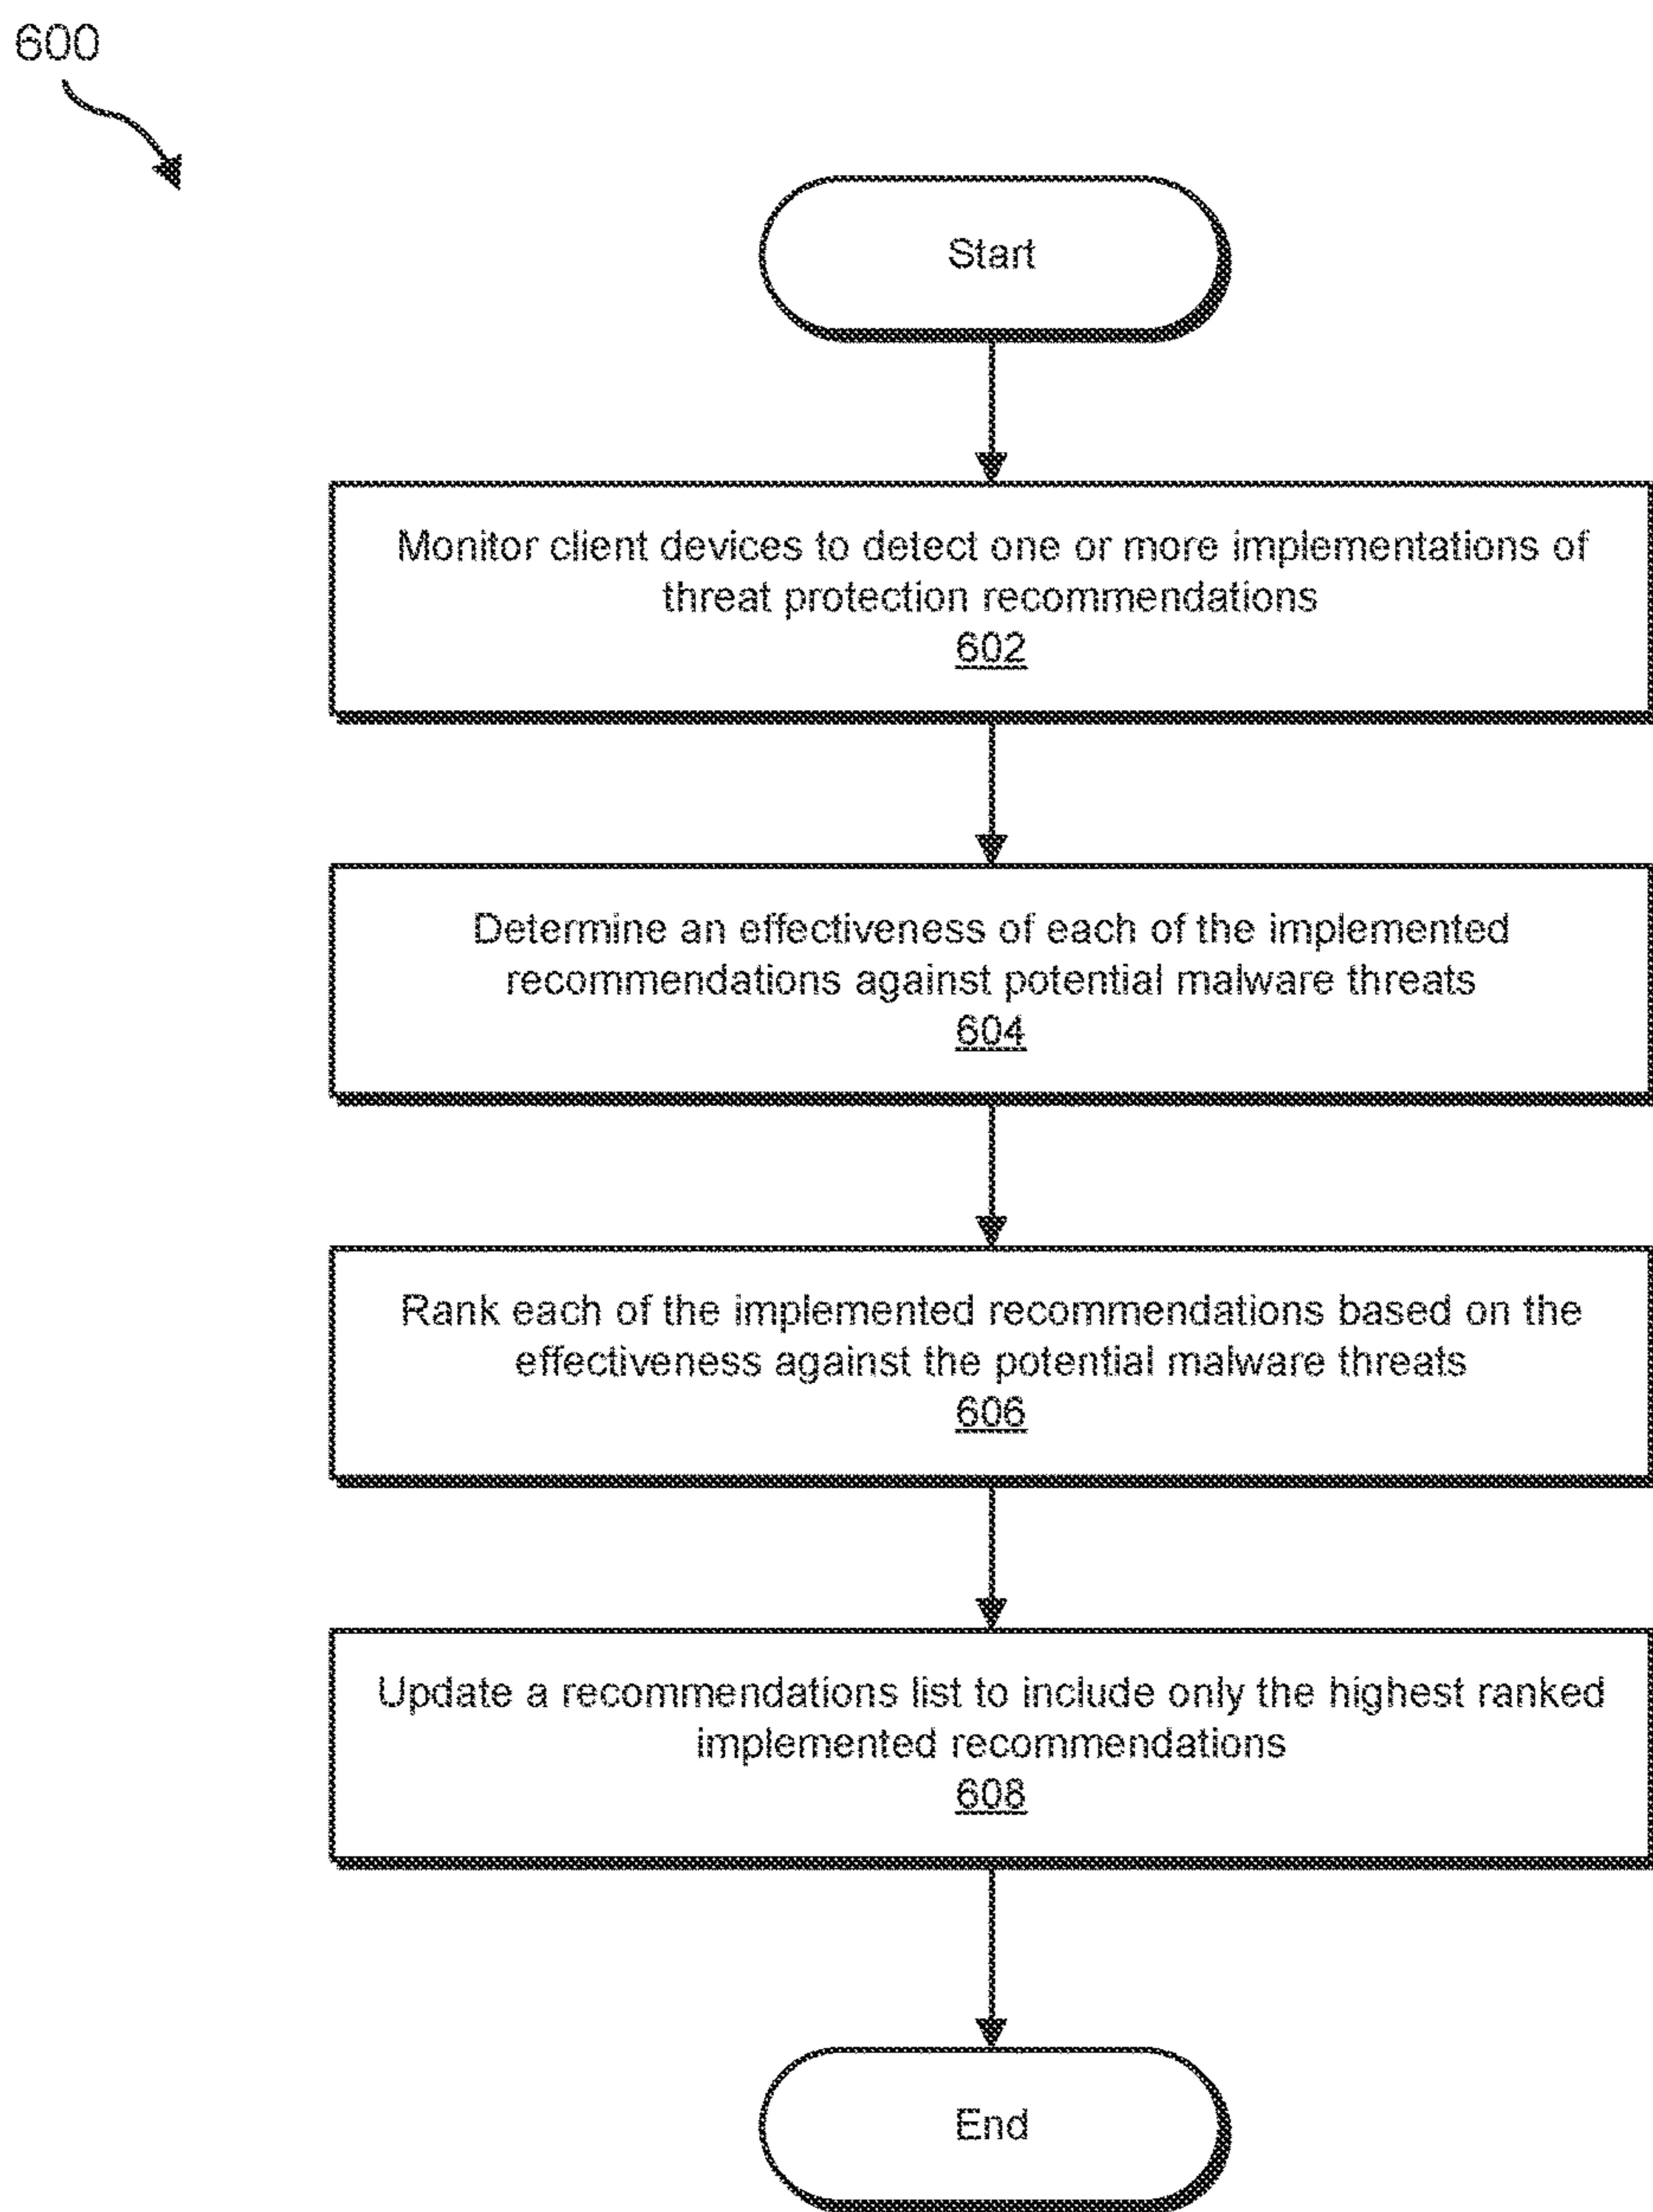 600
Start
Monitor client devices to detect one or more implementations of
threat protection recommendations
602
Determine an effectiveness of each of the implemented
recommendations against potential malware threats
604
Rank each of the implemented recommendations based on the
effectiveness against the potential malware threats
606
Update a recommendations list to include only the highest ranked
implemented recommendations
608
End